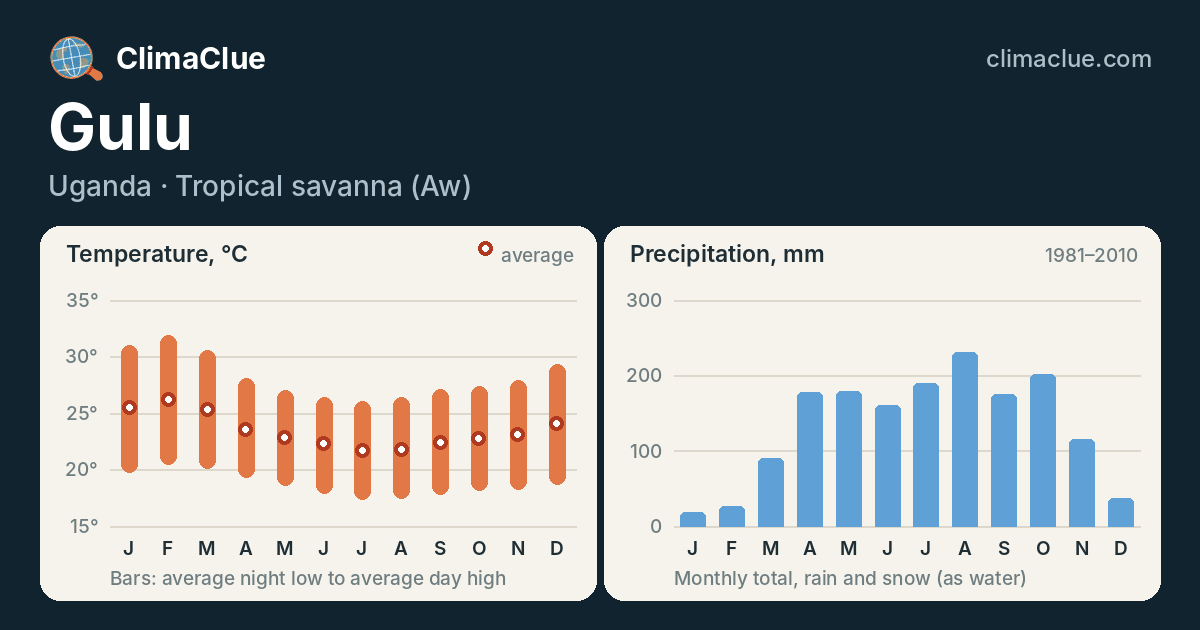 ClimaClue
climaclue.com
Gulu
Uganda · Tropical savanna (Aw)
Temperature, °C
average
35°
30°
25°
20°
15°
J F M A M J J A S O N D
Bars: average night low to average day high
Precipitation, mm
1981–2010
300
200
100
0
J F M A M J J A S O N D
Monthly total, rain and snow (as water)